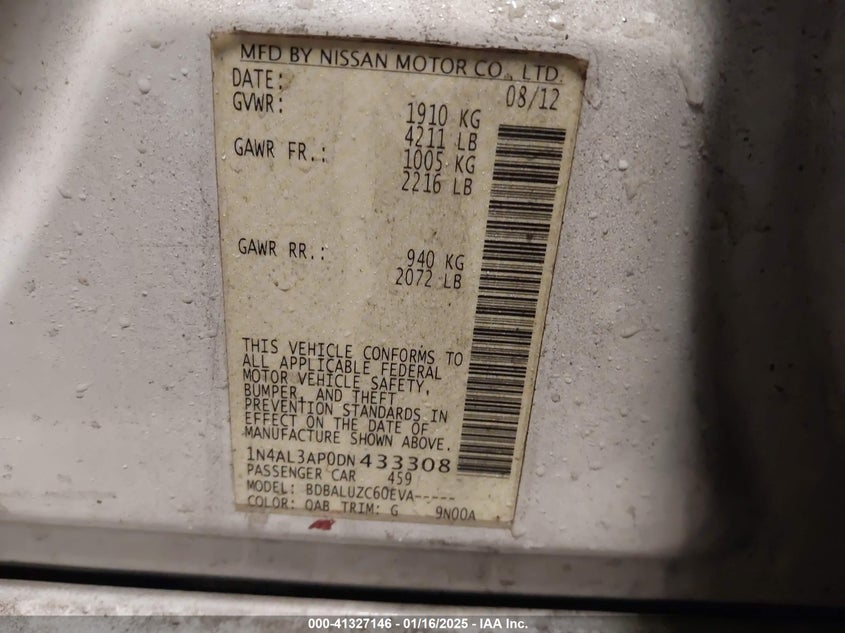 MFD BY NISSAN MOTOR CO., LTD.
DATE: 08/12
GVWR: 1910 KG
4211 LB
GAWR FR.: 1005 KG
2216 LB
GAWR RR.: 940 KG
2072 LB
THIS VEHICLE CONFORMS TO
ALL APPLICABLE FEDERAL
MOTOR VEHICLE SAFETY,
BUMPER, AND THEFT
PREVENTION STANDARDS IN
EFFECT ON THE DATE OF
MANUFACTURE SHOWN ABOVE.
1N4AL3AP0DN433308
PASSENGER CAR 459
MODEL: BDBALUZC60EVA-----
COLOR: QAB TRIM: G 9N00A
000-41327146 — 01/16/2025 — IAA Inc.